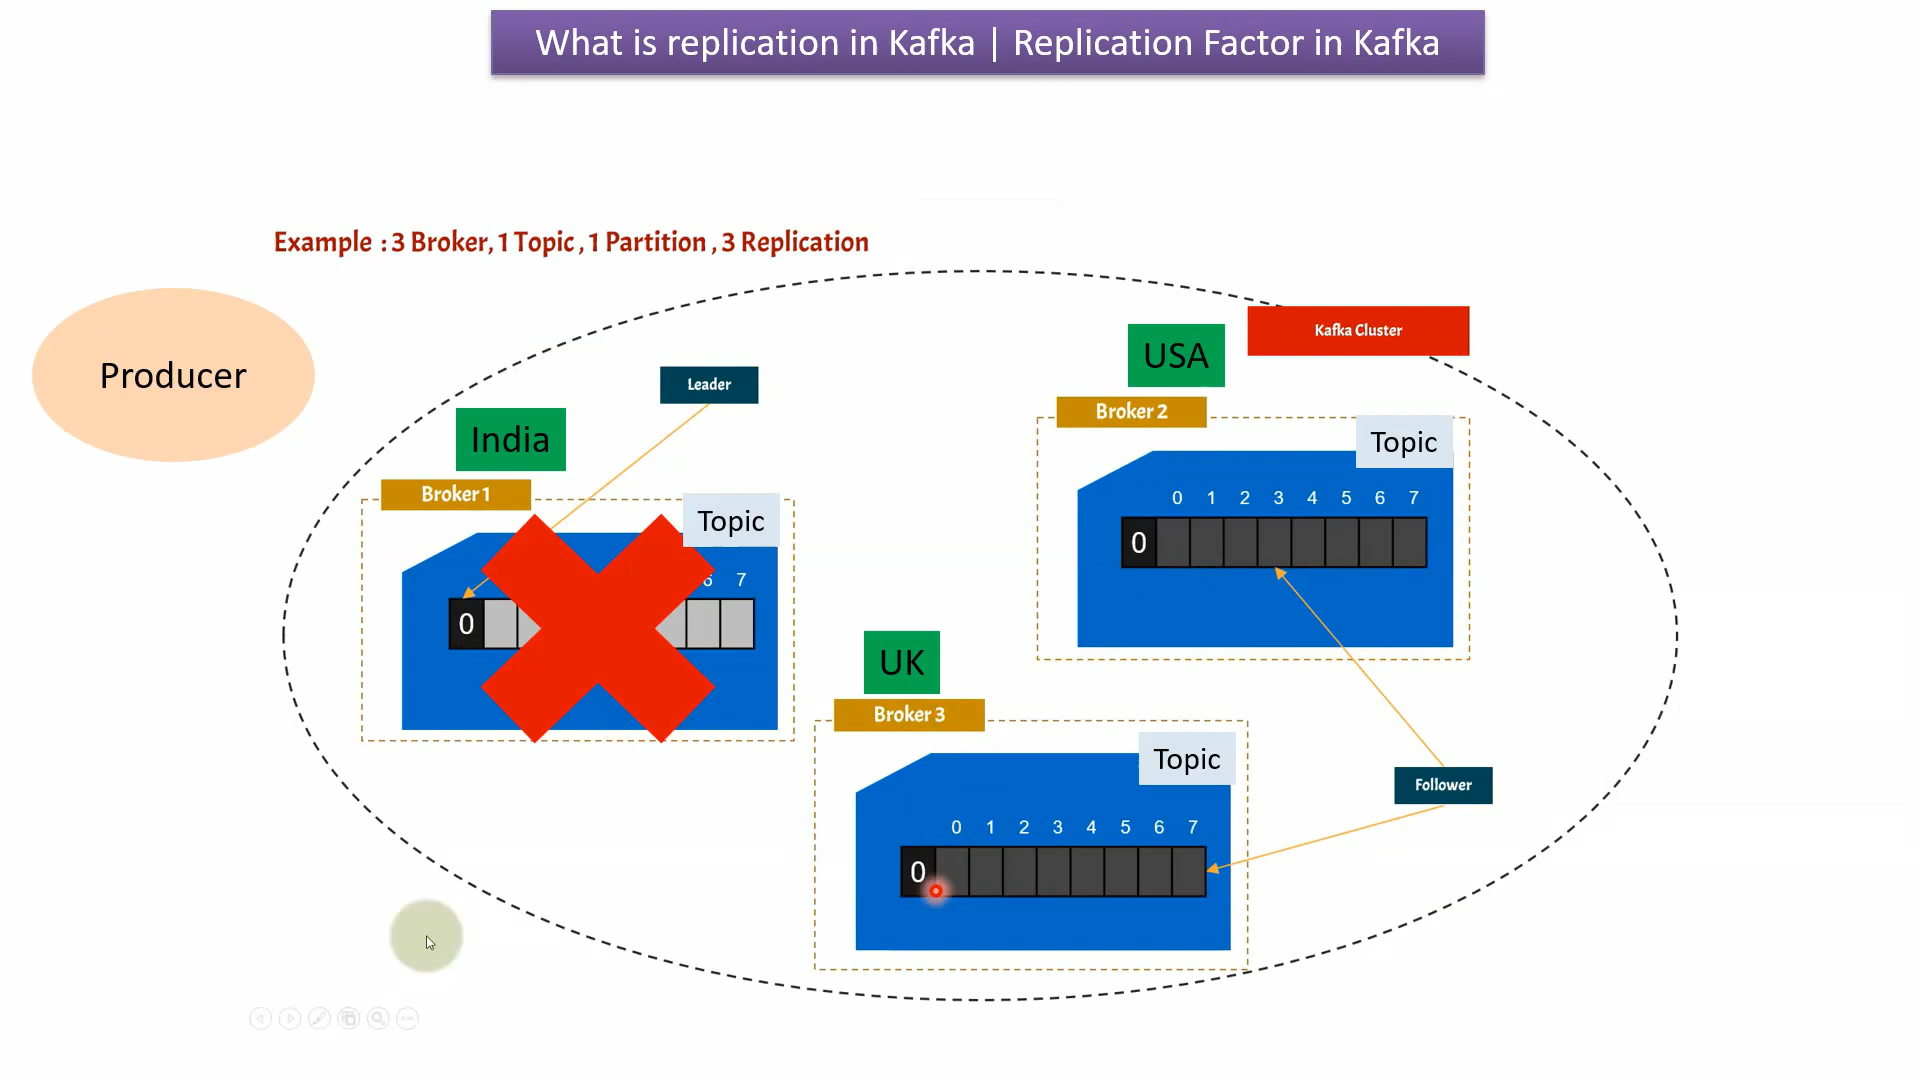 What is replication in Kafka | Replication Factor in Kafka
Example : 3 Broker, 1 Topic , 1 Partition , 3 Replication
Producer
Kafka Cluster
Leader
India
Broker 1
Topic
6 7
0
USA
Broker 2
Topic
0 1 2 3 4 5 6 7
0
UK
Broker 3
Topic
0 1 2 3 4 5 6 7
0
Follower